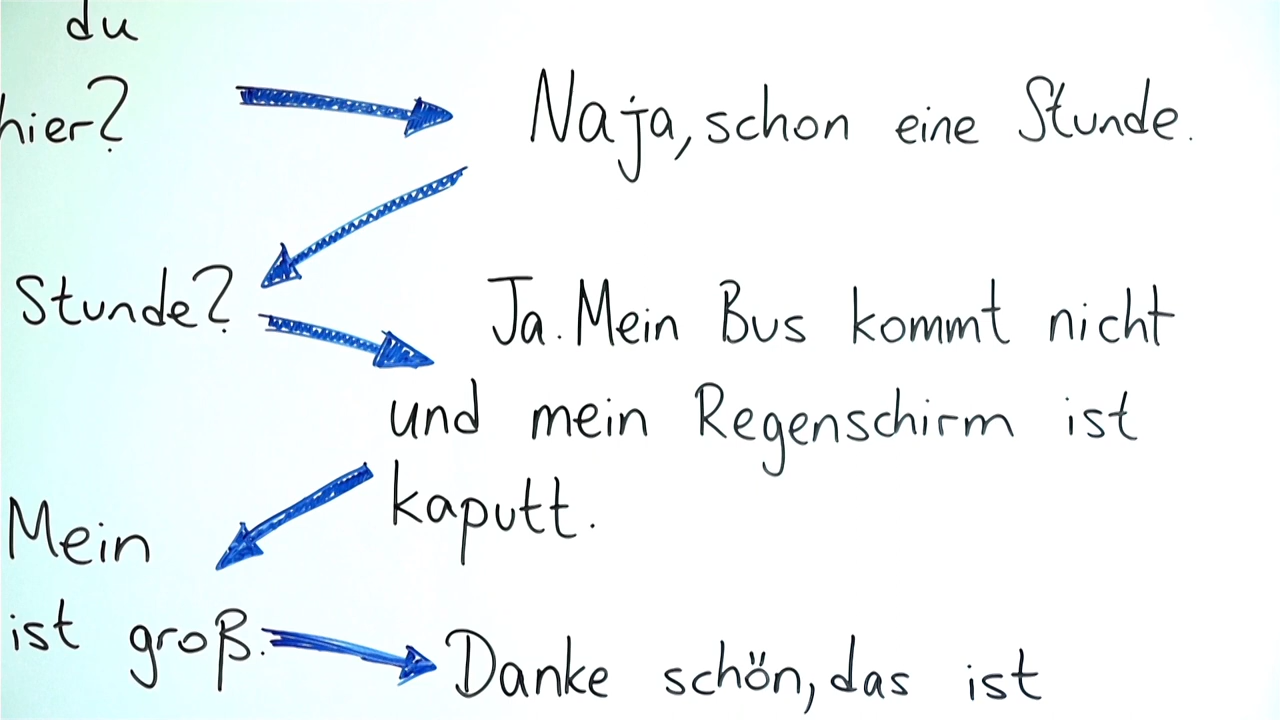 du
hier?
Naja, schon eine Stunde.
Stunde?
Ja. Mein Bus kommt nicht
und mein Regenschirm ist
kaputt.
Mein
ist groß.
Danke schön, das ist